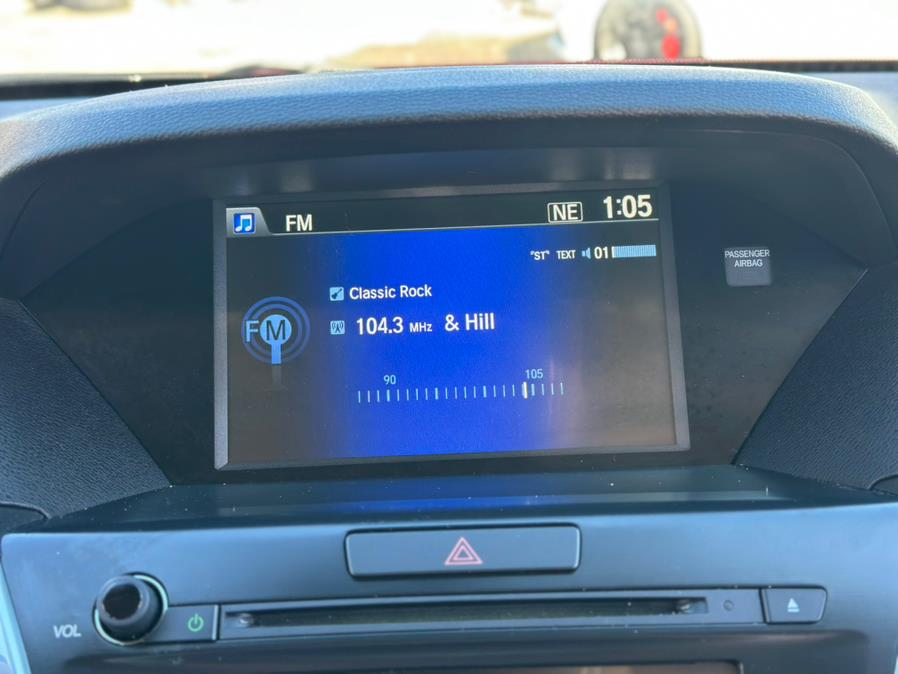 FM NE 1:05
"ST" TEXT 01
PASSENGER
AIRBAG
Classic Rock
FM 104.3 MHz & Hill
90 105
VOL